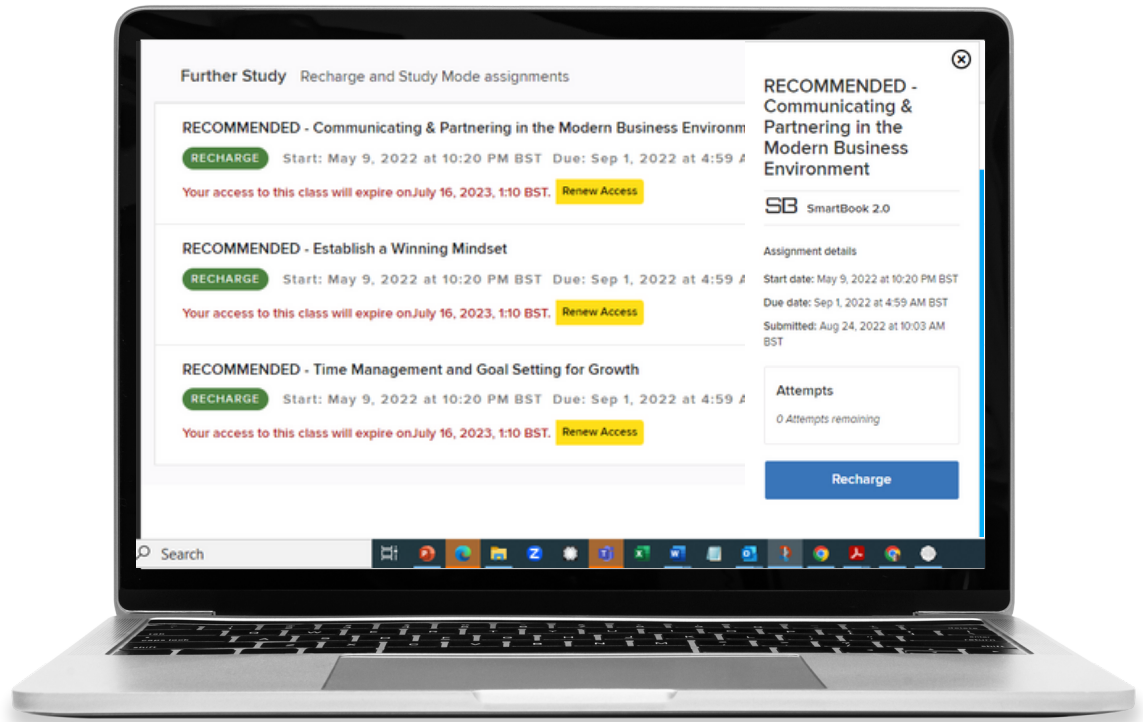 Further Study Recharge and Study Mode assignments
RECOMMENDED - Communicating & Partnering in the Modern Business Environm
RECHARGE Start: May 9, 2022 at 10:20 PM BST Due: Sep 1, 2022 at 4:59 A
Your access to this class will expire onJuly 16, 2023, 1:10 BST. Renew Access
RECOMMENDED - Establish a Winning Mindset
RECHARGE Start: May 9, 2022 at 10:20 PM BST Due: Sep 1, 2022 at 4:59 A
Your access to this class will expire onJuly 16, 2023, 1:10 BST. Renew Access
RECOMMENDED - Time Management and Goal Setting for Growth
RECHARGE Start: May 9, 2022 at 10:20 PM BST Due: Sep 1, 2022 at 4:59 A
Your access to this class will expire onJuly 16, 2023, 1:10 BST. Renew Access
RECOMMENDED -
Communicating &
Partnering in the
Modern Business
Environment
SB SmartBook 2.0
Assignment details
Start date: May 9, 2022 at 10:20 PM BST
Due date: Sep 1, 2022 at 4:59 AM BST
Submitted: Aug 24, 2022 at 10:03 AM
BST
Attempts
0 Attempts remaining
Recharge
Search